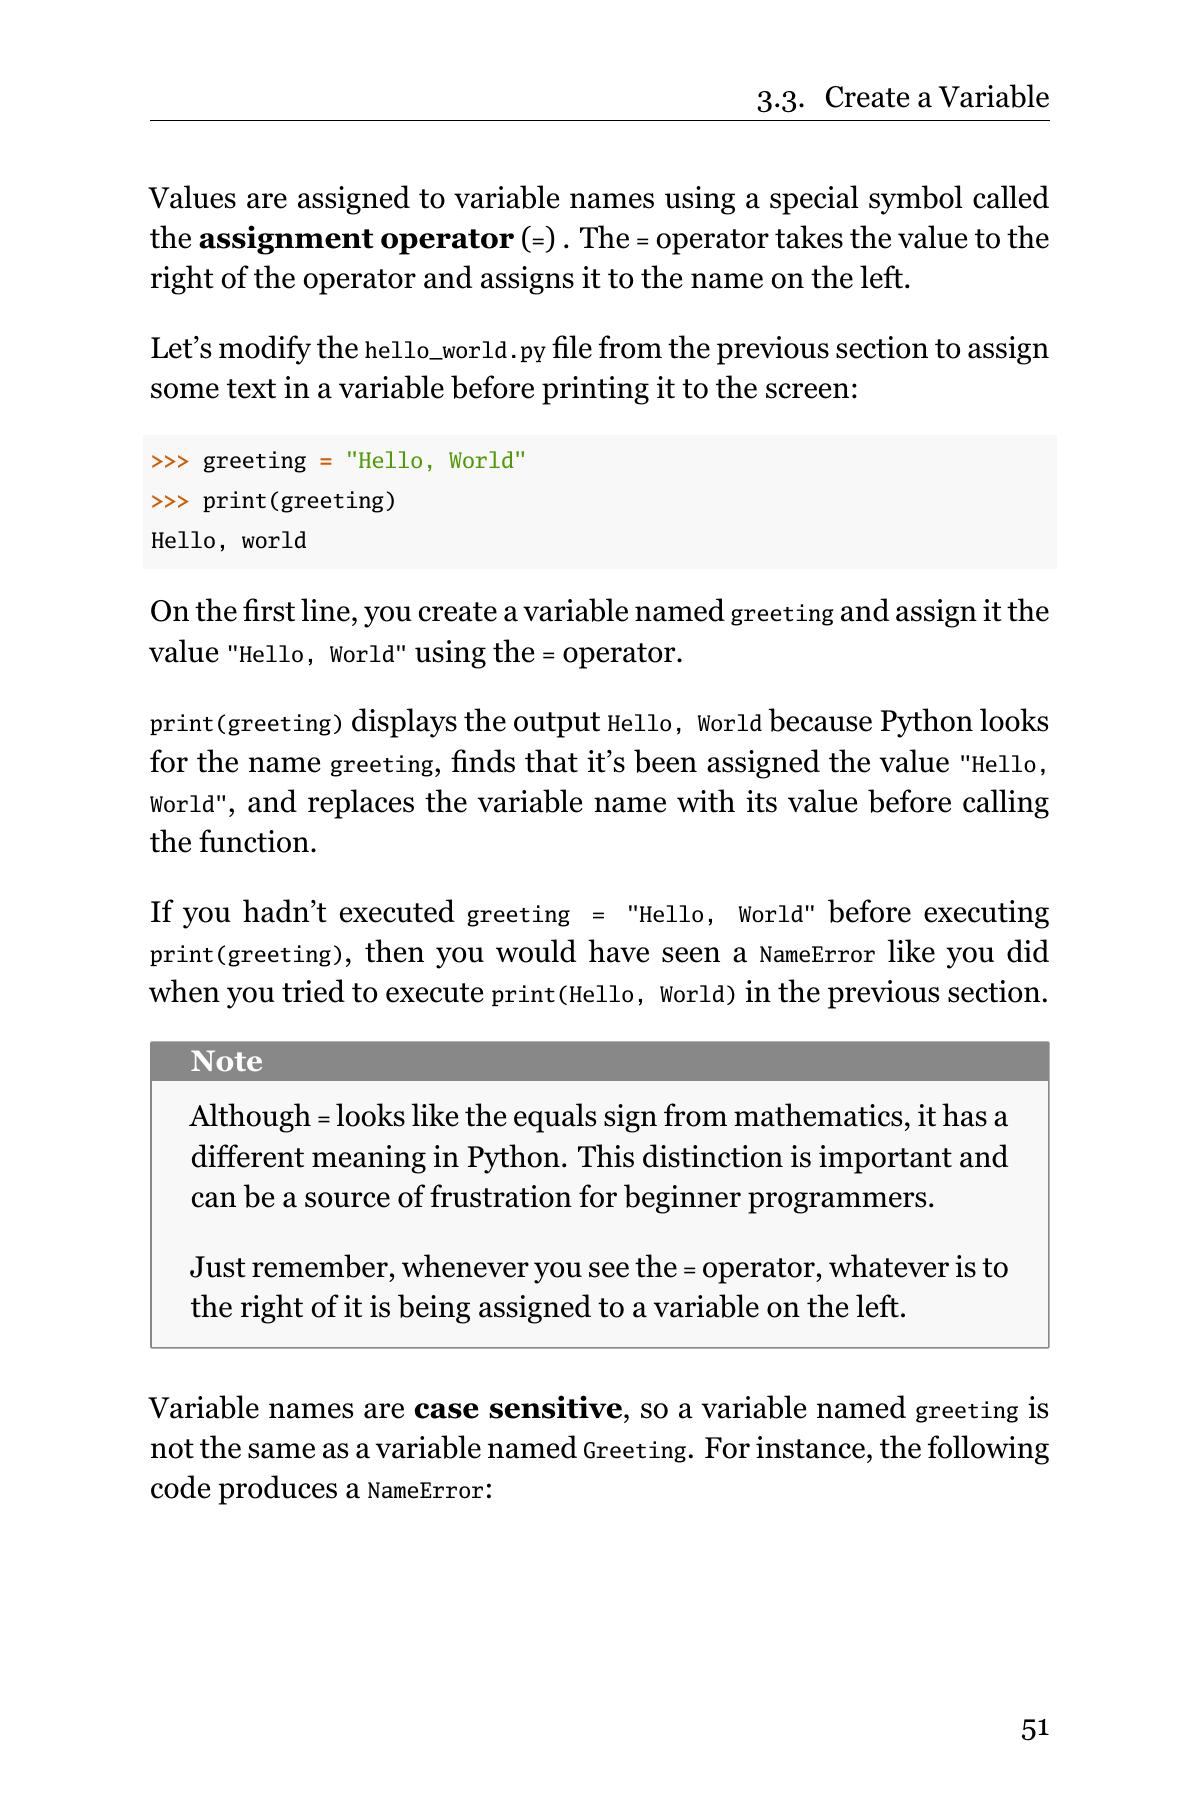 3.3. Create a Variable
Values are assigned to variable names using a special symbol called
the assignment operator (=) . The = operator takes the value to the
right of the operator and assigns it to the name on the left.
Let’s modify the hello_world.py file from the previous section to assign
some text in a variable before printing it to the screen:
>>> greeting = "Hello, World"
>>> print(greeting)
Hello, world
On the first line, you create a variable named greeting and assign it the
value "Hello, World" using the = operator.
print(greeting) displays the output Hello, World because Python looks
for the name greeting, finds that it’s been assigned the value "Hello,
World", and replaces the variable name with its value before calling
the function.
If you hadn’t executed greeting = "Hello, World" before executing
print(greeting), then you would have seen a NameError like you did
when you tried to execute print(Hello, World) in the previous section.
Note
Although = looks like the equals sign from mathematics, it has a
different meaning in Python. This distinction is important and
can be a source of frustration for beginner programmers.
Just remember, whenever you see the = operator, whatever is to
the right of it is being assigned to a variable on the left.
Variable names are case sensitive, so a variable named greeting is
not the same as a variable named Greeting. For instance, the following
code produces a NameError:
51